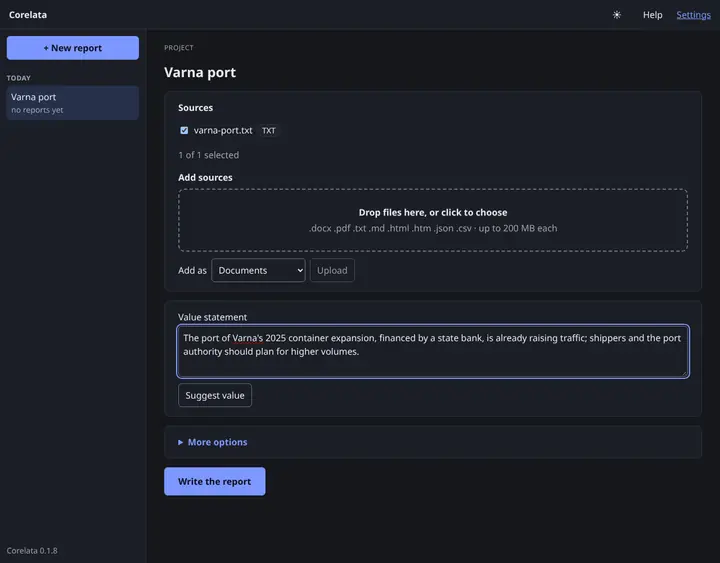 Corelata
☀ Help Settings
+ New report
TODAY
Varna port
no reports yet
PROJECT
Varna port
Sources
varna-port.txt TXT
1 of 1 selected
Add sources
Drop files here, or click to choose
.docx .pdf .txt .md .html .htm .json .csv · up to 200 MB each
Add as Documents Upload
Value statement
The port of Varna's 2025 container expansion, financed by a state bank, is already raising traffic; shippers and the port
authority should plan for higher volumes.
Suggest value
▶ More options
Write the report
Corelata 0.1.8